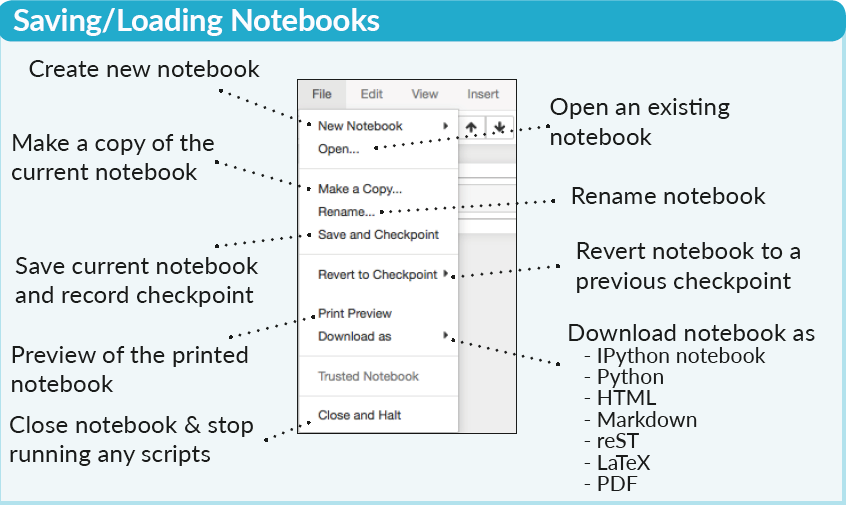 Saving/Loading Notebooks
Create new notebook
Make a copy of the
current notebook
Save current notebook
and record checkpoint
Preview of the printed
notebook
Close notebook & stop
running any scripts
File Edit View Insert
New Notebook
Open...
Make a Copy...
Rename...
Save and Checkpoint
Revert to Checkpoint
Print Preview
Download as
Trusted Notebook
Close and Halt
Open an existing
notebook
Rename notebook
Revert notebook to a
previous checkpoint
Download notebook as
- IPython notebook
- Python
- HTML
- Markdown
- reST
- LaTeX
- PDF